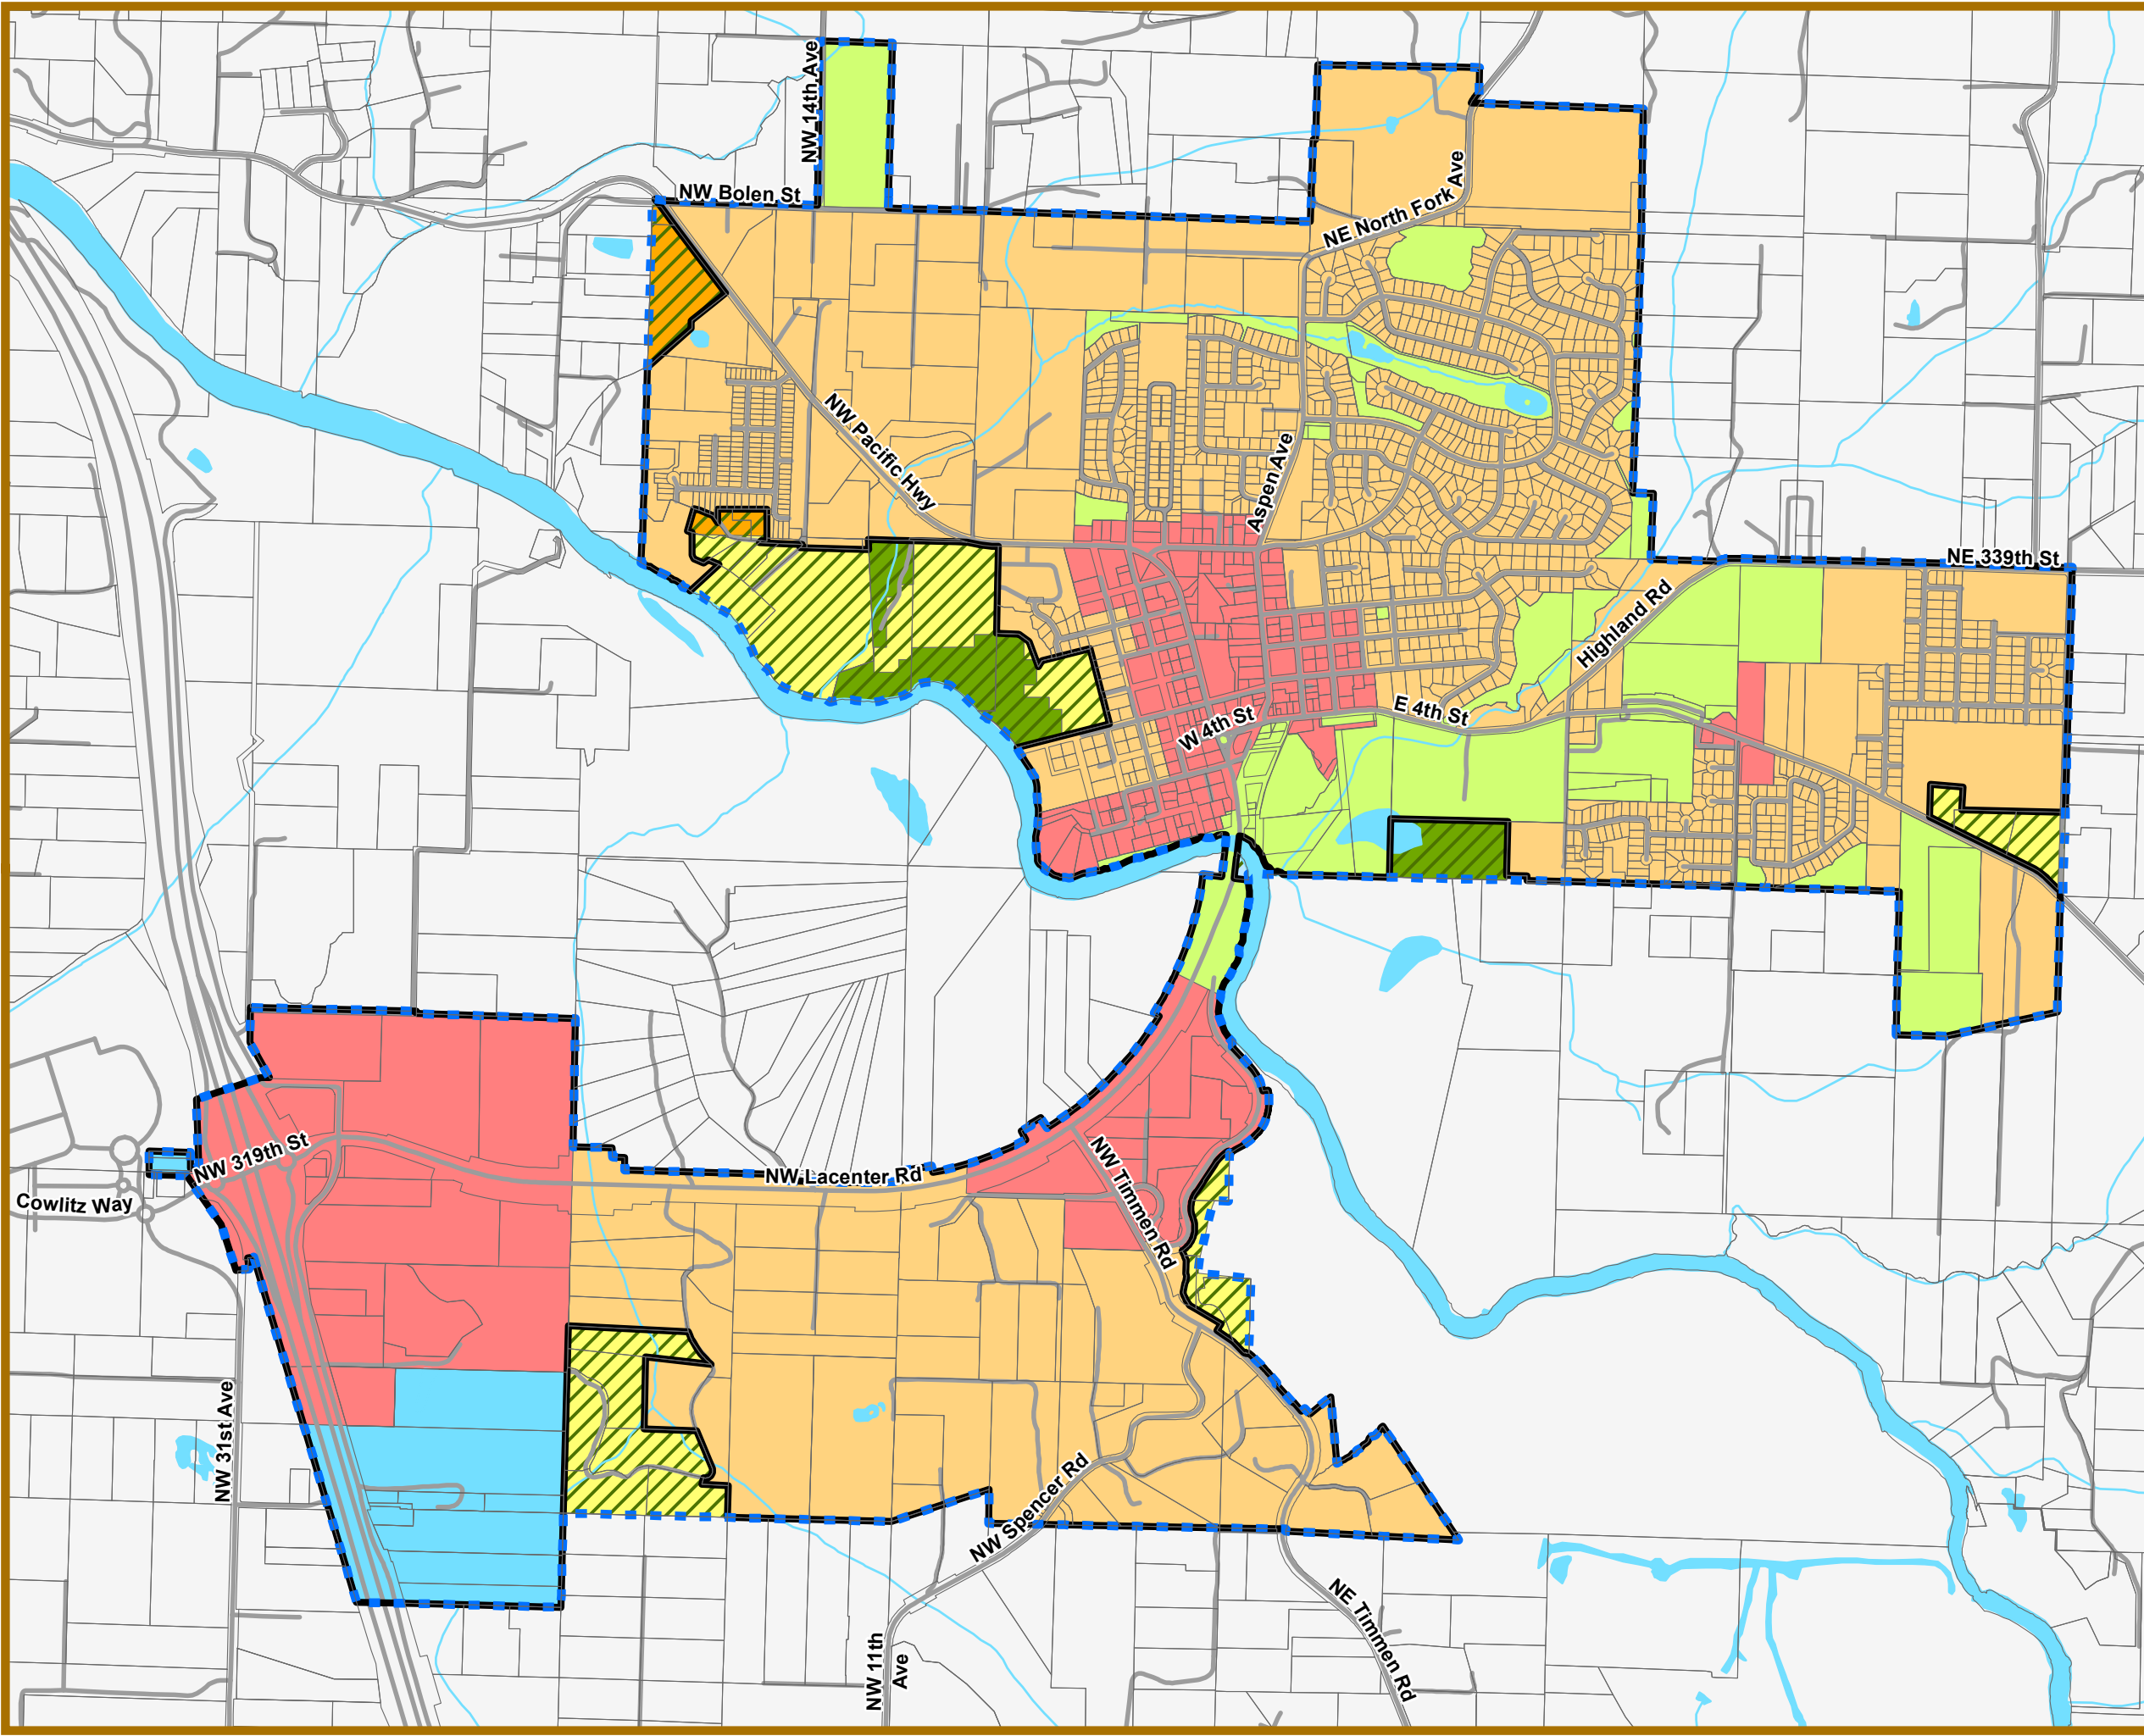 NW 14th Ave
NW Bolen St
NE North Fork Ave
NW Pacific Hwy
Aspen Ave
NE 339th St
Highland Rd
E 4th St
W 4th St
NW 319th St
Cowlitz Way
NW Lacenter Rd
NW Timmen Rd
NW 31st Ave
NW Spencer Rd
NW 11th
Ave
NE Timmen Rd